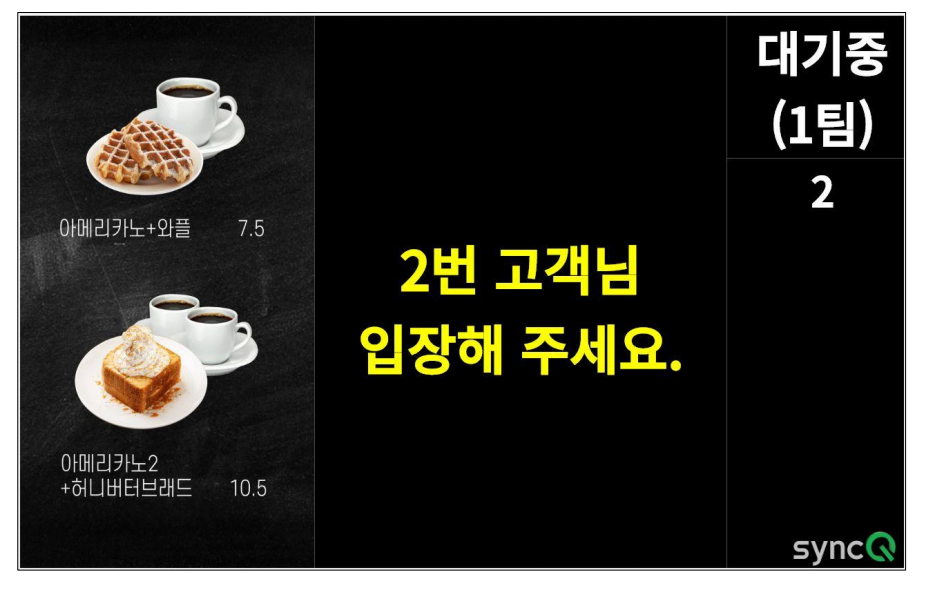 아메리카노+와플 7.5
아메리카노2
+허니버터브래드 10.5
2번 고객님
입장해 주세요.
대기중
(1팀)
2
syncQ